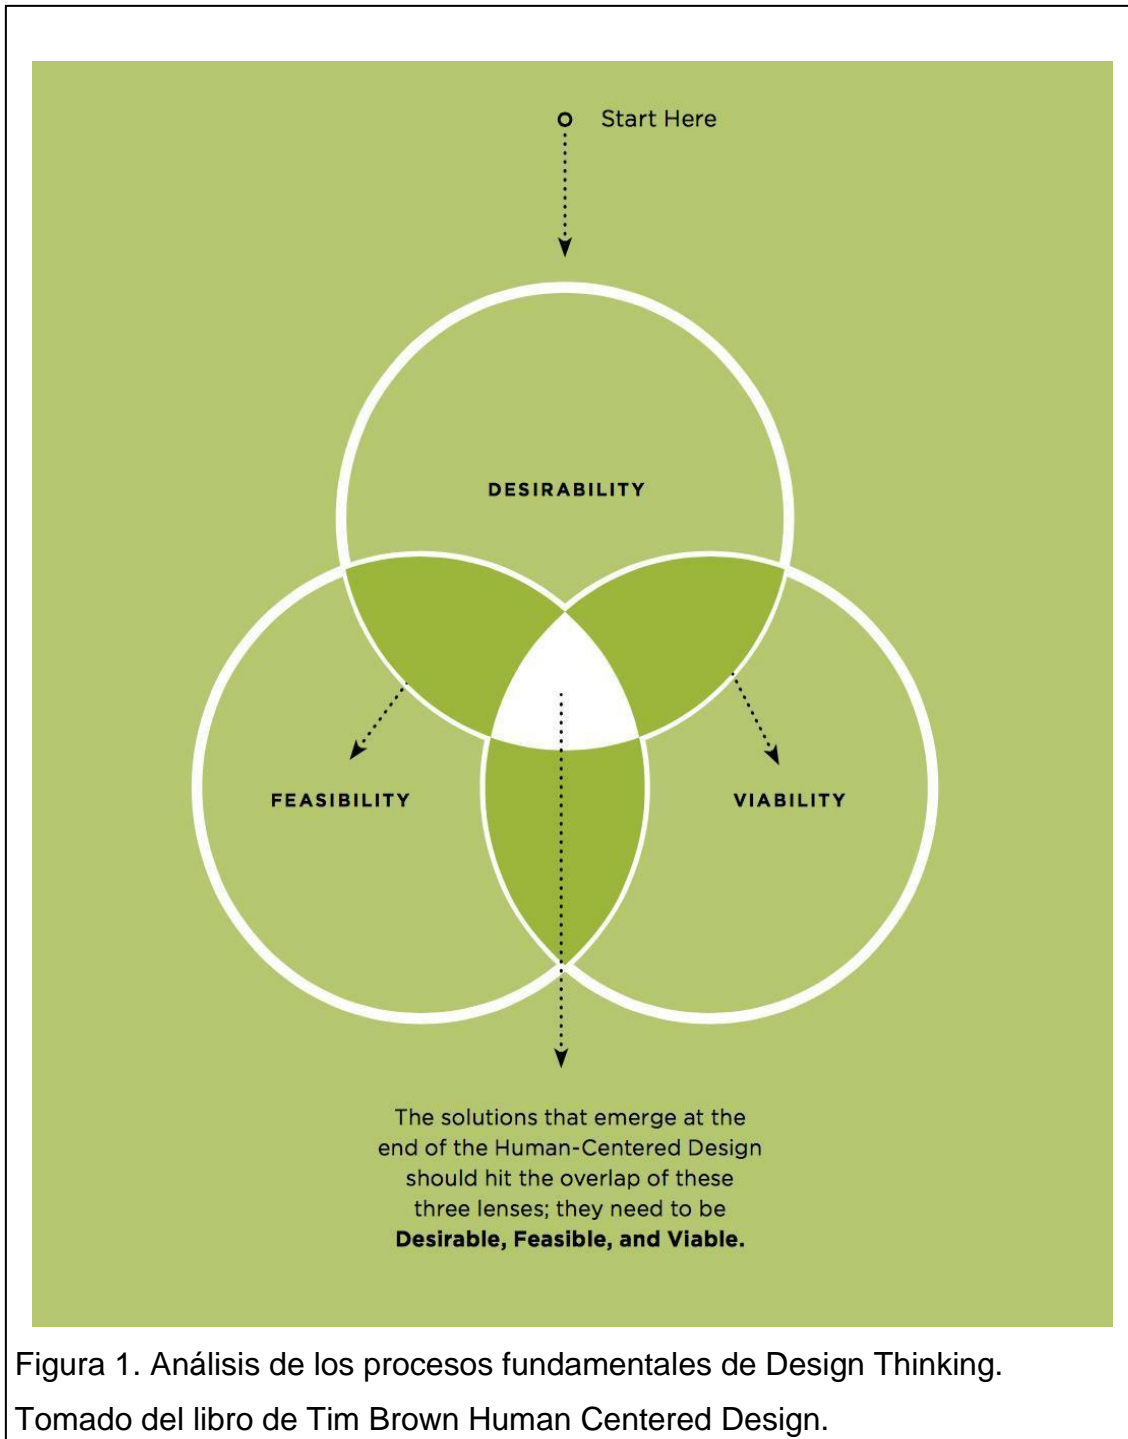 Start Here
DESIRABILITY
FEASIBILITY
VIABILITY
The solutions that emerge at the
end of the Human-Centered Design
should hit the overlap of these
three lenses; they need to be
Desirable, Feasible, and Viable.
Figura 1. Análisis de los procesos fundamentales de Design Thinking.
Tomado del libro de Tim Brown Human Centered Design.